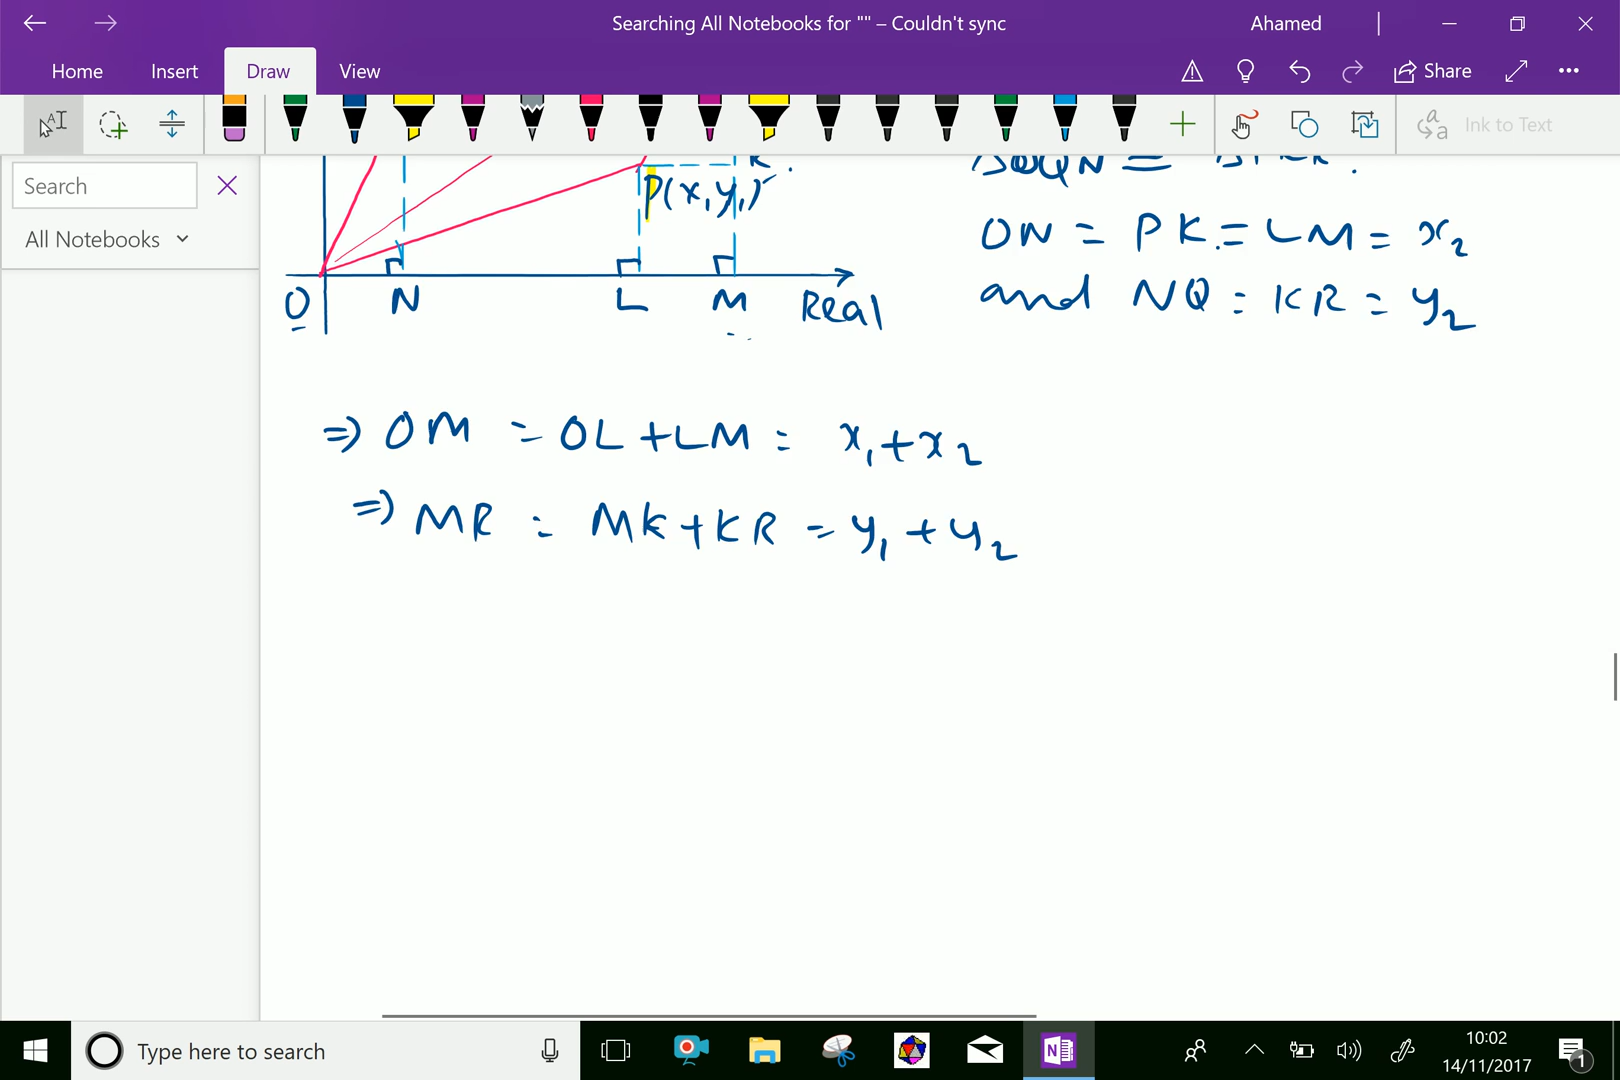 Searching All Notebooks for "" – Couldn't sync
Ahamed
Home Insert Draw View
Share
Ink to Text
Search
All Notebooks
P(x,y₁)
O N L M Real
ON = PK = LM = x₂
and NQ = KR = y₂
⇒ OM = OL + LM = x₁ + x₂
⇒ MR = MK + KR = y₁ + y₂
Type here to search
10:02
14/11/2017
1